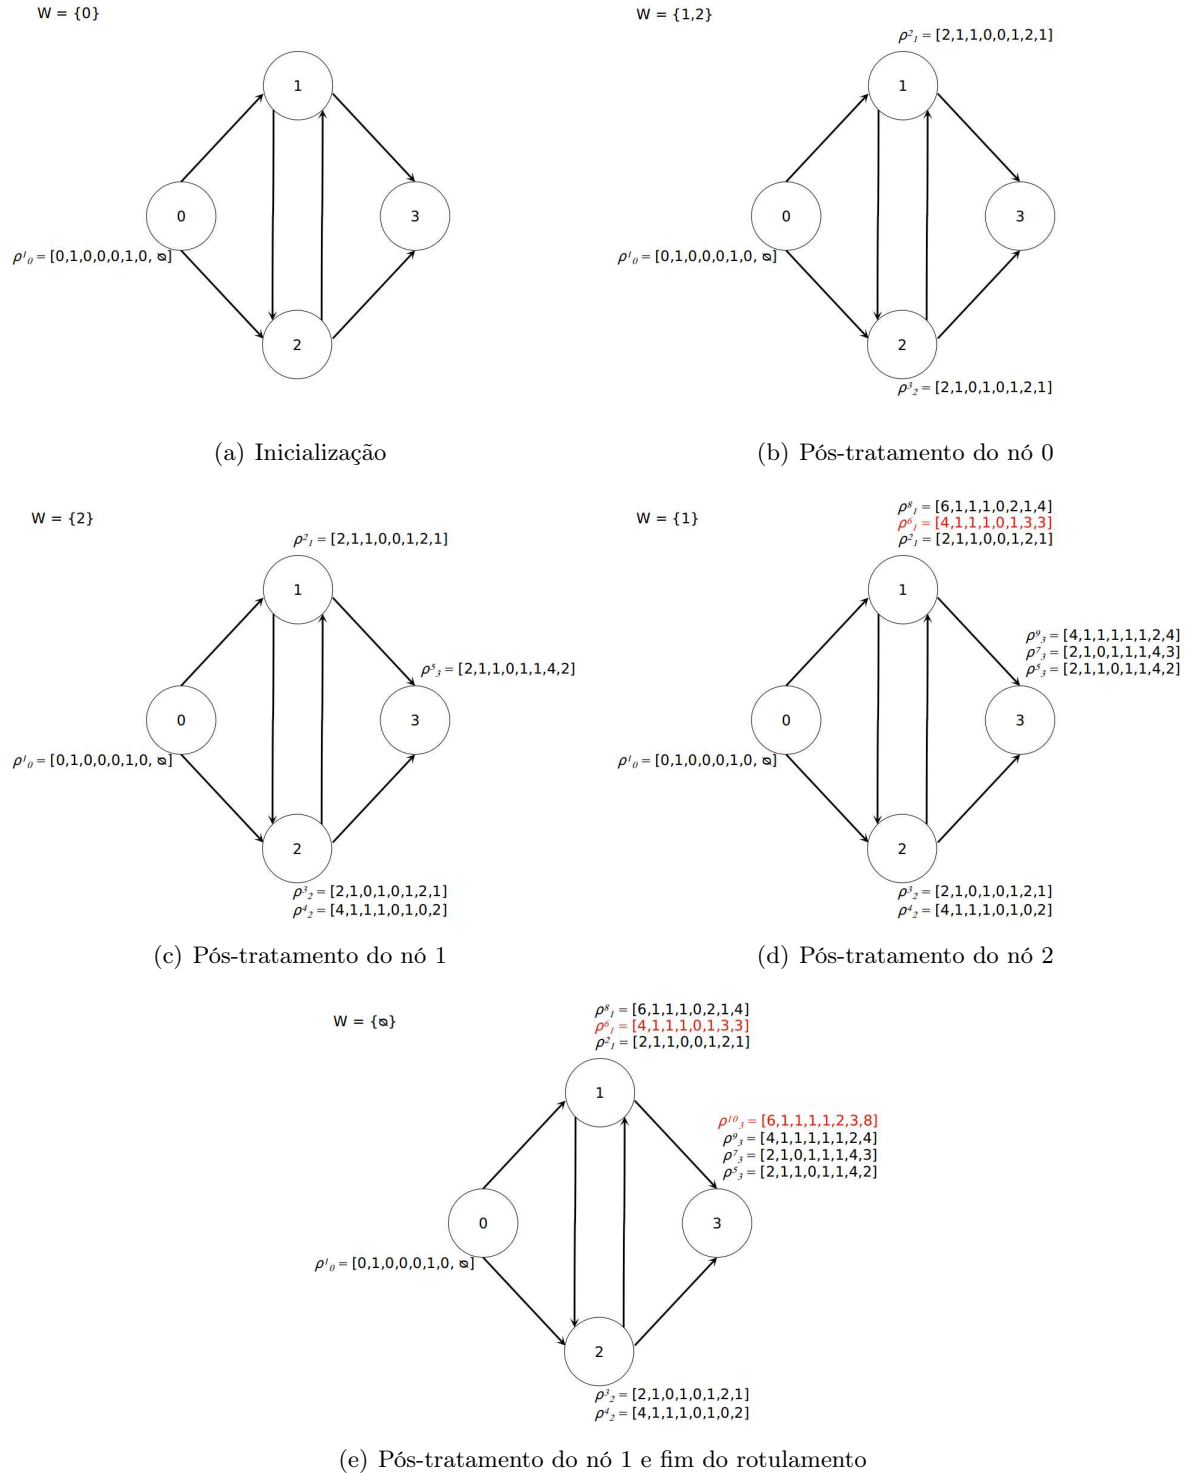 W = {0}
1
0
3
ρ¹₀ = [0,1,0,0,0,1,0, ᴓ]
2
(a) Inicialização
W = {1,2}
ρ²₁ = [2,1,1,0,0,1,2,1]
1
0
3
ρ¹₀ = [0,1,0,0,0,1,0, ᴓ]
2
ρ³₂ = [2,1,0,1,0,1,2,1]
(b) Pós-tratamento do nó 0
W = {2}
ρ²₁ = [2,1,1,0,0,1,2,1]
1
ρ⁵₃ = [2,1,1,0,1,1,4,2]
0
3
ρ¹₀ = [0,1,0,0,0,1,0, ᴓ]
2
ρ³₂ = [2,1,0,1,0,1,2,1]
ρ⁴₂ = [4,1,1,1,0,1,0,2]
(c) Pós-tratamento do nó 1
W = {1}
ρ⁸₁ = [6,1,1,1,0,2,1,4]
ρ⁶₁ = [4,1,1,1,0,1,3,3]
ρ²₁ = [2,1,1,0,0,1,2,1]
1
ρ⁹₃ = [4,1,1,1,1,1,2,4]
ρ⁷₃ = [2,1,0,1,1,1,4,3]
ρ⁵₃ = [2,1,1,0,1,1,4,2]
0
3
ρ¹₀ = [0,1,0,0,0,1,0, ᴓ]
2
ρ³₂ = [2,1,0,1,0,1,2,1]
ρ⁴₂ = [4,1,1,1,0,1,0,2]
(d) Pós-tratamento do nó 2
W = {ᴓ}
ρ⁸₁ = [6,1,1,1,0,2,1,4]
ρ⁶₁ = [4,1,1,1,0,1,3,3]
ρ²₁ = [2,1,1,0,0,1,2,1]
1
ρ¹⁰₃ = [6,1,1,1,1,2,3,8]
ρ⁹₃ = [4,1,1,1,1,1,2,4]
ρ⁷₃ = [2,1,0,1,1,1,4,3]
ρ⁵₃ = [2,1,1,0,1,1,4,2]
0
3
ρ¹₀ = [0,1,0,0,0,1,0, ᴓ]
2
ρ³₂ = [2,1,0,1,0,1,2,1]
ρ⁴₂ = [4,1,1,1,0,1,0,2]
(e) Pós-tratamento do nó 1 e fim do rotulamento